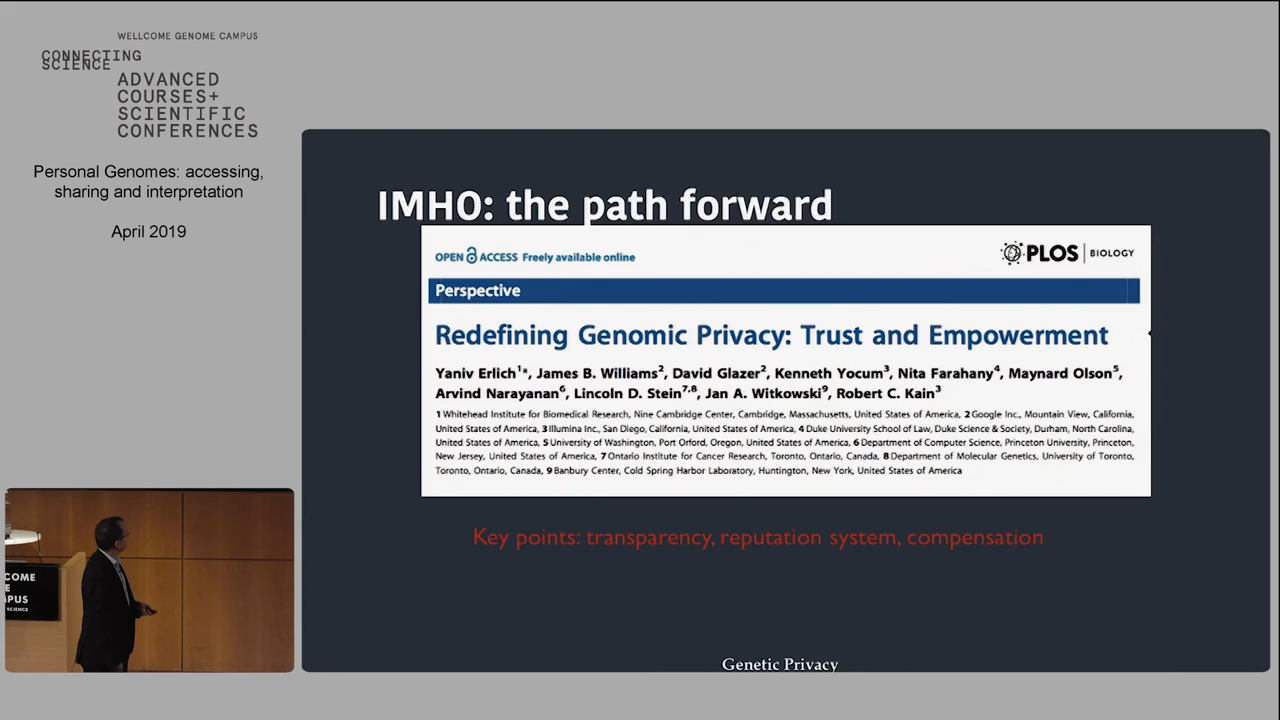 WELLCOME GENOME CAMPUS
CONNECTING
SCIENCE
ADVANCED
COURSES+
SCIENTIFIC
CONFERENCES
Personal Genomes: accessing,
sharing and interpretation
April 2019
IMHO: the path forward
OPEN ACCESS Freely available online
PLOS BIOLOGY
Perspective
Redefining Genomic Privacy: Trust and Empowerment
Yaniv Erlich1*, James B. Williams2, David Glazer2, Kenneth Yocum3, Nita Farahany4, Maynard Olson5,
Arvind Narayanan6, Lincoln D. Stein7,8, Jan A. Witkowski9, Robert C. Kain3
1 Whitehead Institute for Biomedical Research, Nine Cambridge Center, Cambridge, Massachusetts, United States of America, 2 Google Inc., Mountain View, California,
United States of America, 3 Illumina Inc., San Diego, California, United States of America, 4 Duke University School of Law, Duke Science & Society, Durham, North Carolina,
United States of America, 5 University of Washington, Port Orford, Oregon, United States of America, 6 Department of Computer Science, Princeton University, Princeton,
New Jersey, United States of America, 7 Ontario Institute for Cancer Research, Toronto, Ontario, Canada, 8 Department of Molecular Genetics, University of Toronto,
Toronto, Ontario, Canada, 9 Banbury Center, Cold Spring Harbor Laboratory, Huntington, New York, United States of America
Key points: transparency, reputation system, compensation
Genetic Privacy
COME
E
MPUS
SCIENCE